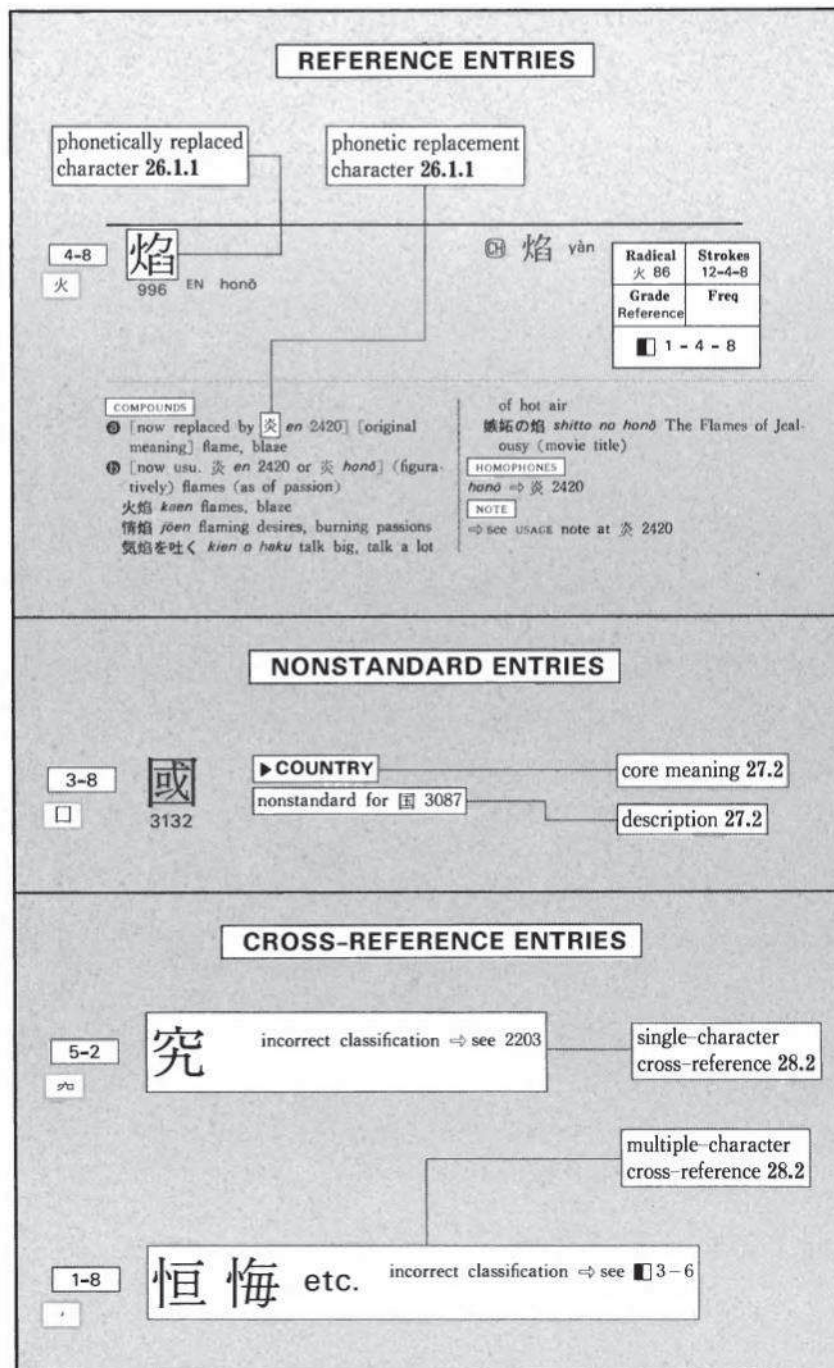 REFERENCE ENTRIES
phonetically replaced
character 26.1.1
phonetic replacement
character 26.1.1
4-8
火
焰
996 EN honō
CH 焰 yàn
Radical
火 86
Strokes
12-4-8
Grade
Reference
Freq
1 - 4 - 8
COMPOUNDS
ⓐ [now replaced by 炎 en 2420] [original
meaning] flame, blaze
ⓑ [now usu. 炎 en 2420 or 炎 honō] (figura-
tively) flames (as of passion)
火焰 kaen flames, blaze
情焰 jōen flaming desires, burning passions
気焰を吐く kien o haku talk big, talk a lot
of hot air
嫉妬の焰 shitto no honō The Flames of Jeal-
ousy (movie title)
HOMOPHONES
honō ⇨ 炎 2420
NOTE
⇨ see USAGE note at 炎 2420
NONSTANDARD ENTRIES
3-8
囗
國
3132
▶COUNTRY
nonstandard for 国 3087
core meaning 27.2
description 27.2
CROSS-REFERENCE ENTRIES
5-2
穴
究
incorrect classification ⇨ see 2203
single-character
cross-reference 28.2
multiple-character
cross-reference 28.2
1-8
恒 悔 etc.
incorrect classification ⇨ see 3-6